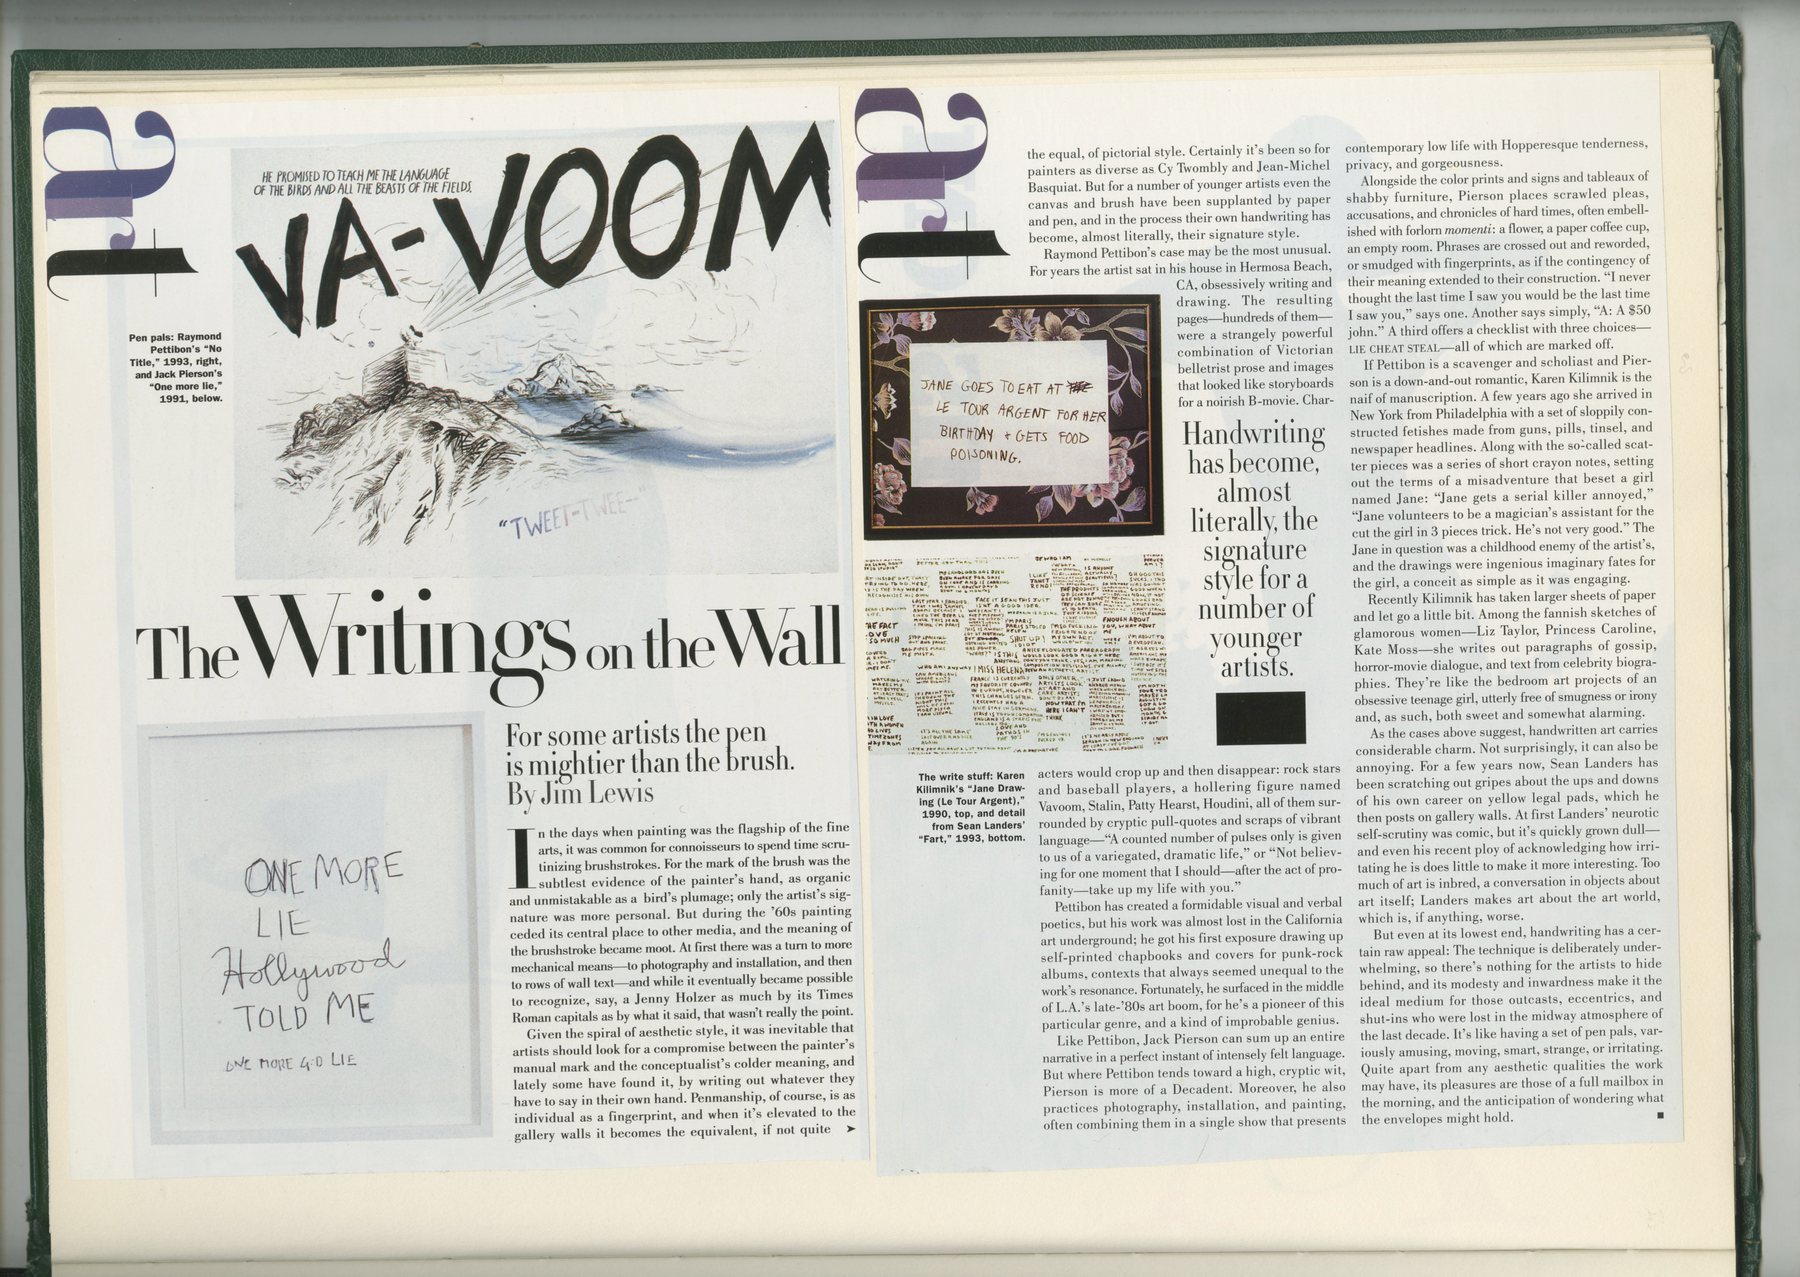 art
HE PROMISED TO TEACH ME THE LANGUAGE
OF THE BIRDS AND ALL THE BEASTS OF THE FIELDS.
VA-VOOM
"TWEET-TWEE--"
Pen pals: Raymond
Pettibon's "No
Title," 1993, right,
and Jack Pierson's
"One more lie,"
1991, below.
The Writings on the Wall
ONE MORE
LIE
Hollywood
TOLD ME
ONE MORE G.D LIE
For some artists the pen
is mightier than the brush.
By Jim Lewis
In the days when painting was the flagship of the fine
arts, it was common for connoisseurs to spend time scru-
tinizing brushstrokes. For the mark of the brush was the
subtlest evidence of the painter's hand, as organic
and unmistakable as a bird's plumage; only the artist's sig-
nature was more personal. But during the '60s painting
ceded its central place to other media, and the meaning of
the brushstroke became moot. At first there was a turn to more
mechanical means—to photography and installation, and then
to rows of wall text—and while it eventually became possible
to recognize, say, a Jenny Holzer as much by its Times
Roman capitals as by what it said, that wasn't really the point.
Given the spiral of aesthetic style, it was inevitable that
artists should look for a compromise between the painter's
manual mark and the conceptualist's colder meaning, and
lately some have found it, by writing out whatever they
have to say in their own hand. Penmanship, of course, is as
individual as a fingerprint, and when it's elevated to the
gallery walls it becomes the equivalent, if not quite ➤
art
the equal, of pictorial style. Certainly it's been so for
painters as diverse as Cy Twombly and Jean-Michel
Basquiat. But for a number of younger artists even the
canvas and brush have been supplanted by paper
and pen, and in the process their own handwriting has
become, almost literally, their signature style.
Raymond Pettibon's case may be the most unusual.
For years the artist sat in his house in Hermosa Beach,
CA, obsessively writing and
drawing. The resulting
pages—hundreds of them—
were a strangely powerful
combination of Victorian
belletrist prose and images
that looked like storyboards
for a noirish B-movie. Char-
JANE GOES TO EAT AT
LE TOUR ARGENT FOR HER
BIRTHDAY + GETS FOOD
POISONING.
Handwriting
has become,
almost
literally, the
signature
style for a
number of
younger
artists.
I LIKE
JANET
RENO
SHUT UP!
I MISS HELENA
NOW THAT I'M
HERE I CAN'T
THINK
The write stuff: Karen
Kilimnik's "Jane Draw-
ing (Le Tour Argent),"
1990, top, and detail
from Sean Landers'
"Fart," 1993, bottom.
acters would crop up and then disappear: rock stars
and baseball players, a hollering figure named
Vavoom, Stalin, Patty Hearst, Houdini, all of them sur-
rounded by cryptic pull-quotes and scraps of vibrant
language—"A counted number of pulses only is given
to us of a variegated, dramatic life," or "Not believ-
ing for one moment that I should—after the act of pro-
fanity—take up my life with you."
Pettibon has created a formidable visual and verbal
poetics, but his work was almost lost in the California
art underground; he got his first exposure drawing up
self-printed chapbooks and covers for punk-rock
albums, contexts that always seemed unequal to the
work's resonance. Fortunately, he surfaced in the middle
of L.A.'s late-'80s art boom, for he's a pioneer of this
particular genre, and a kind of improbable genius.
Like Pettibon, Jack Pierson can sum up an entire
narrative in a perfect instant of intensely felt language.
But where Pettibon tends toward a high, cryptic wit,
Pierson is more of a Decadent. Moreover, he also
practices photography, installation, and painting,
often combining them in a single show that presents
contemporary low life with Hopperesque tenderness,
privacy, and gorgeousness.
Alongside the color prints and signs and tableaux of
shabby furniture, Pierson places scrawled pleas,
accusations, and chronicles of hard times, often embell-
ished with forlorn momenti: a flower, a paper coffee cup,
an empty room. Phrases are crossed out and reworded,
or smudged with fingerprints, as if the contingency of
their meaning extended to their construction. "I never
thought the last time I saw you would be the last time
I saw you," says one. Another says simply, "A: A $50
john." A third offers a checklist with three choices—
LIE CHEAT STEAL—all of which are marked off.
If Pettibon is a scavenger and scholiast and Pier-
son is a down-and-out romantic, Karen Kilimnik is the
naif of manuscription. A few years ago she arrived in
New York from Philadelphia with a set of sloppily con-
structed fetishes made from guns, pills, tinsel, and
newspaper headlines. Along with the so-called scat-
ter pieces was a series of short crayon notes, setting
out the terms of a misadventure that beset a girl
named Jane: "Jane gets a serial killer annoyed,"
"Jane volunteers to be a magician's assistant for the
cut the girl in 3 pieces trick. He's not very good." The
Jane in question was a childhood enemy of the artist's,
and the drawings were ingenious imaginary fates for
the girl, a conceit as simple as it was engaging.
Recently Kilimnik has taken larger sheets of paper
and let go a little bit. Among the fannish sketches of
glamorous women—Liz Taylor, Princess Caroline,
Kate Moss—she writes out paragraphs of gossip,
horror-movie dialogue, and text from celebrity biogra-
phies. They're like the bedroom art projects of an
obsessive teenage girl, utterly free of smugness or irony
and, as such, both sweet and somewhat alarming.
As the cases above suggest, handwritten art carries
considerable charm. Not surprisingly, it can also be
annoying. For a few years now, Sean Landers has
been scratching out gripes about the ups and downs
of his own career on yellow legal pads, which he
then posts on gallery walls. At first Landers' neurotic
self-scrutiny was comic, but it's quickly grown dull—
and even his recent ploy of acknowledging how irri-
tating he is does little to make it more interesting. Too
much of art is inbred, a conversation in objects about
art itself; Landers makes art about the art world,
which is, if anything, worse.
But even at its lowest end, handwriting has a cer-
tain raw appeal: The technique is deliberately under-
whelming, so there's nothing for the artists to hide
behind, and its modesty and inwardness make it the
ideal medium for those outcasts, eccentrics, and
shut-ins who were lost in the midway atmosphere of
the last decade. It's like having a set of pen pals, var-
iously amusing, moving, smart, strange, or irritating.
Quite apart from any aesthetic qualities the work
may have, its pleasures are those of a full mailbox in
the morning, and the anticipation of wondering what
the envelopes might hold. ■